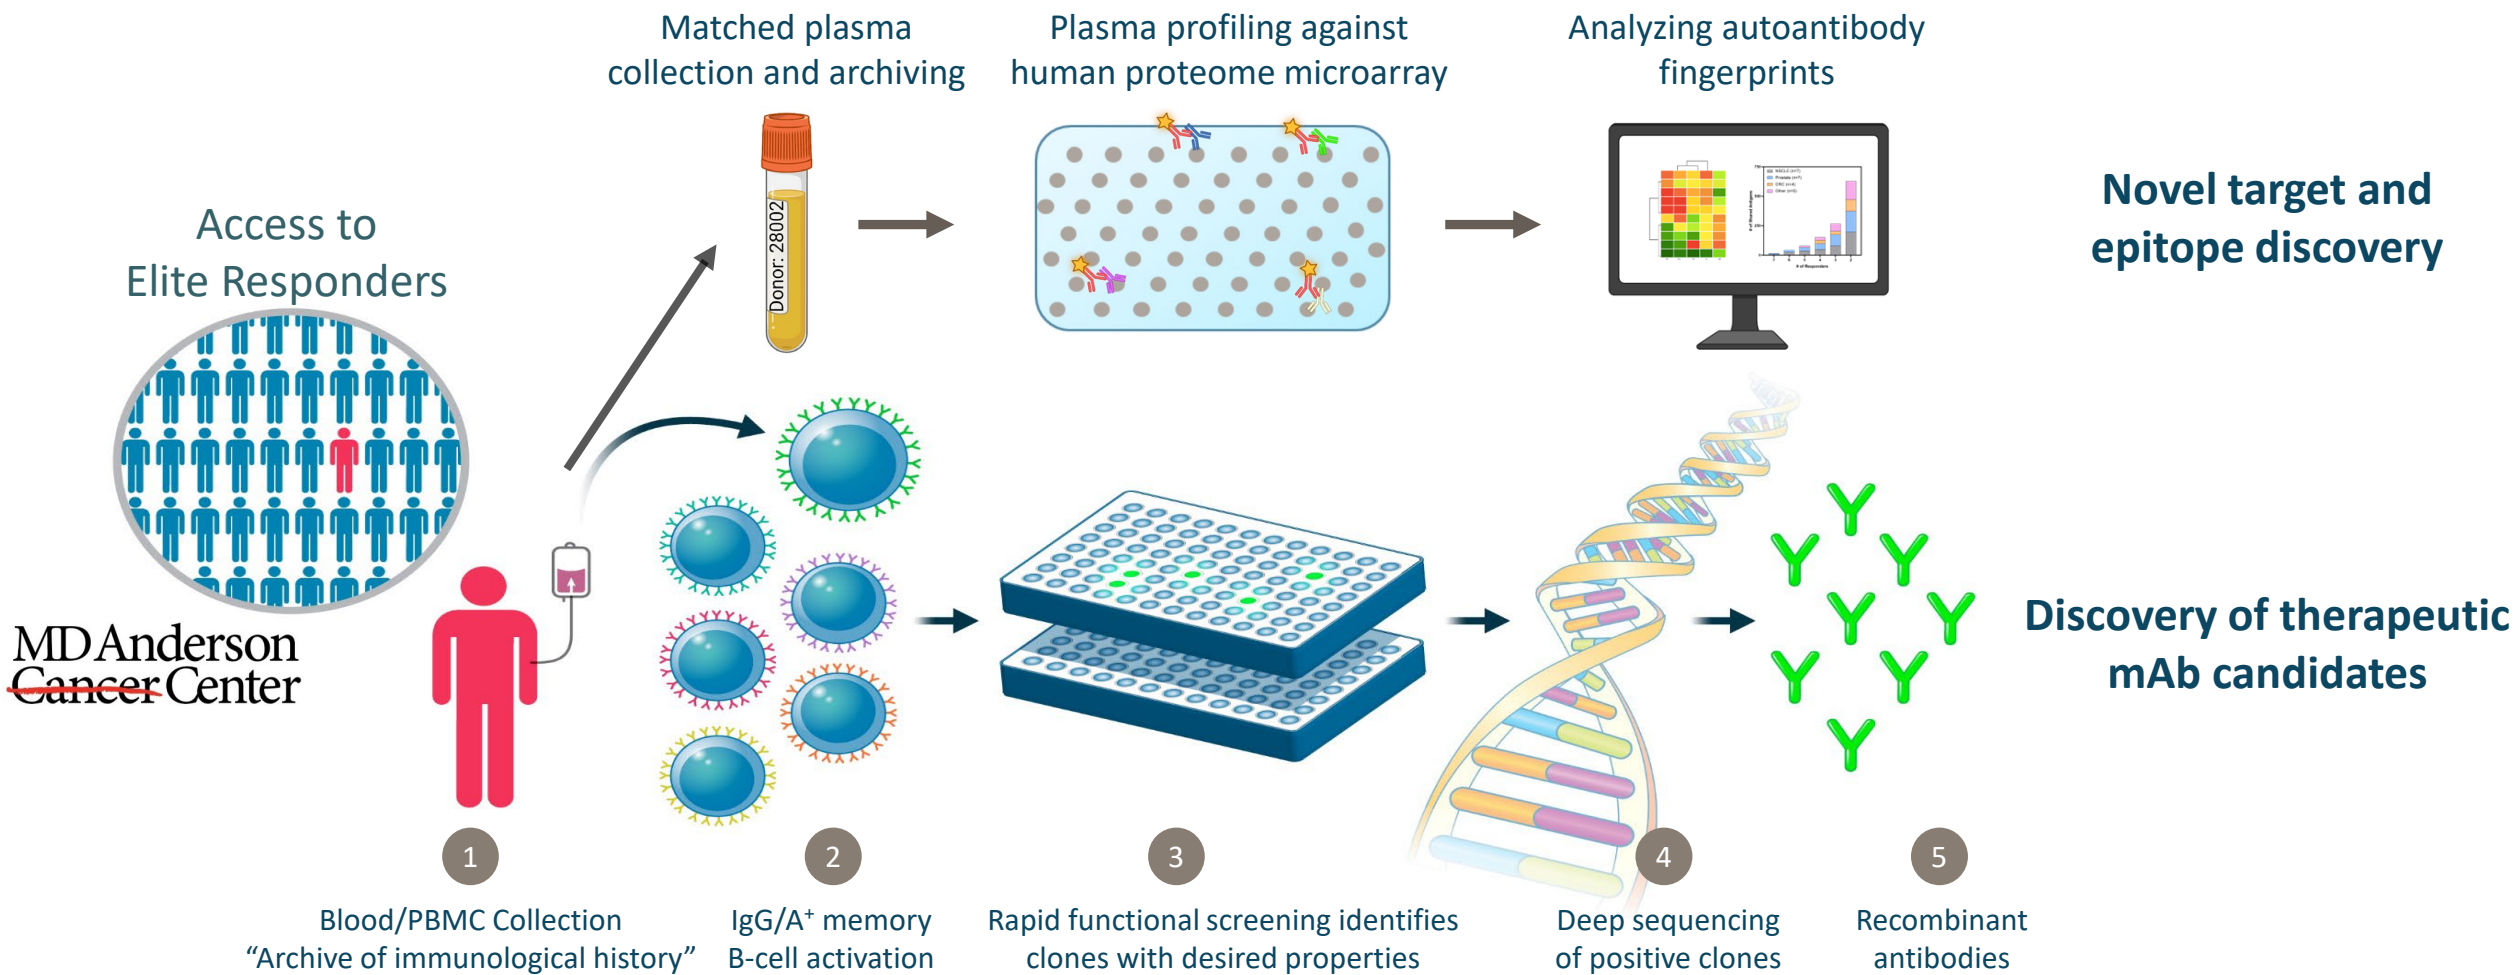 Matched plasma
collection and archiving
Plasma profiling against
human proteome microarray
Analyzing autoantibody
fingerprints
Donor: 28002
Novel target and
epitope discovery
Access to
Elite Responders
MD Anderson
Cancer Center
Discovery of therapeutic
mAb candidates
1
Blood/PBMC Collection
“Archive of immunological history”
2
IgG/A⁺ memory
B-cell activation
3
Rapid functional screening identifies
clones with desired properties
4
Deep sequencing
of positive clones
5
Recombinant
antibodies